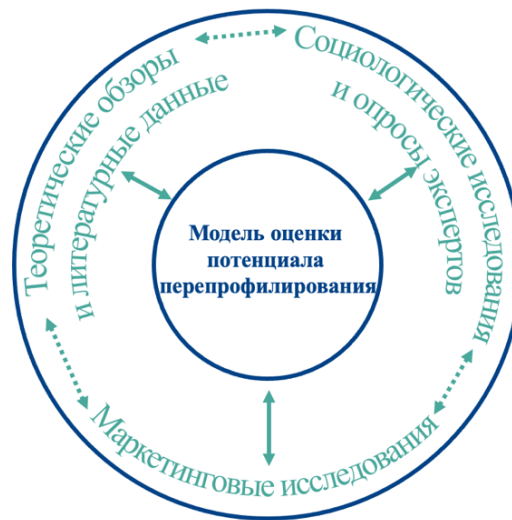 Теоретические обзоры
и литературные данные
Социологические исследования
и опросы экспертов
Модель оценки
потенциала
перепрофилирования
Маркетинговые исследования